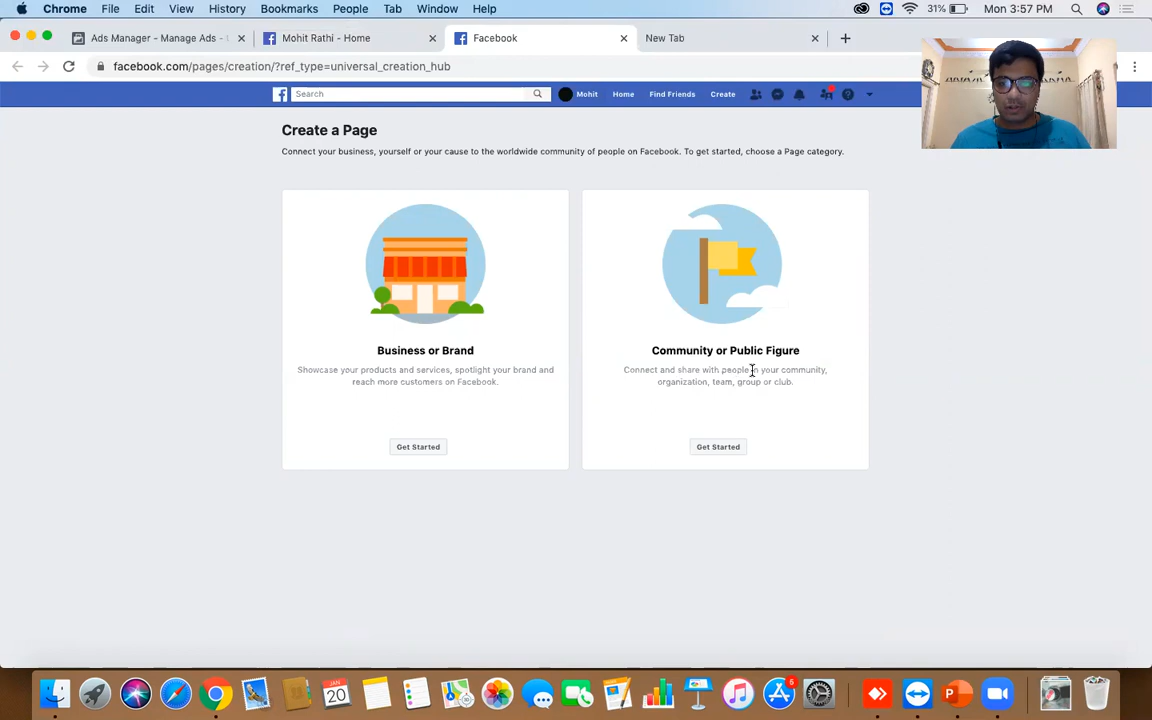 Chrome File Edit View History Bookmarks People Tab Window Help 31% Mon 3:57 PM
Ads Manager - Manage Ads - Mohit Rathi - Home Facebook New Tab
facebook.com/pages/creation/?ref_type=universal_creation_hub
Search Mohit Home Find Friends Create
Create a Page
Connect your business, yourself or your cause to the worldwide community of people on Facebook. To get started, choose a Page category.
Business or Brand
Showcase your products and services, spotlight your brand and
reach more customers on Facebook.
Get Started
Community or Public Figure
Connect and share with people in your community,
organization, team, group or club.
Get Started
JAN
20
5